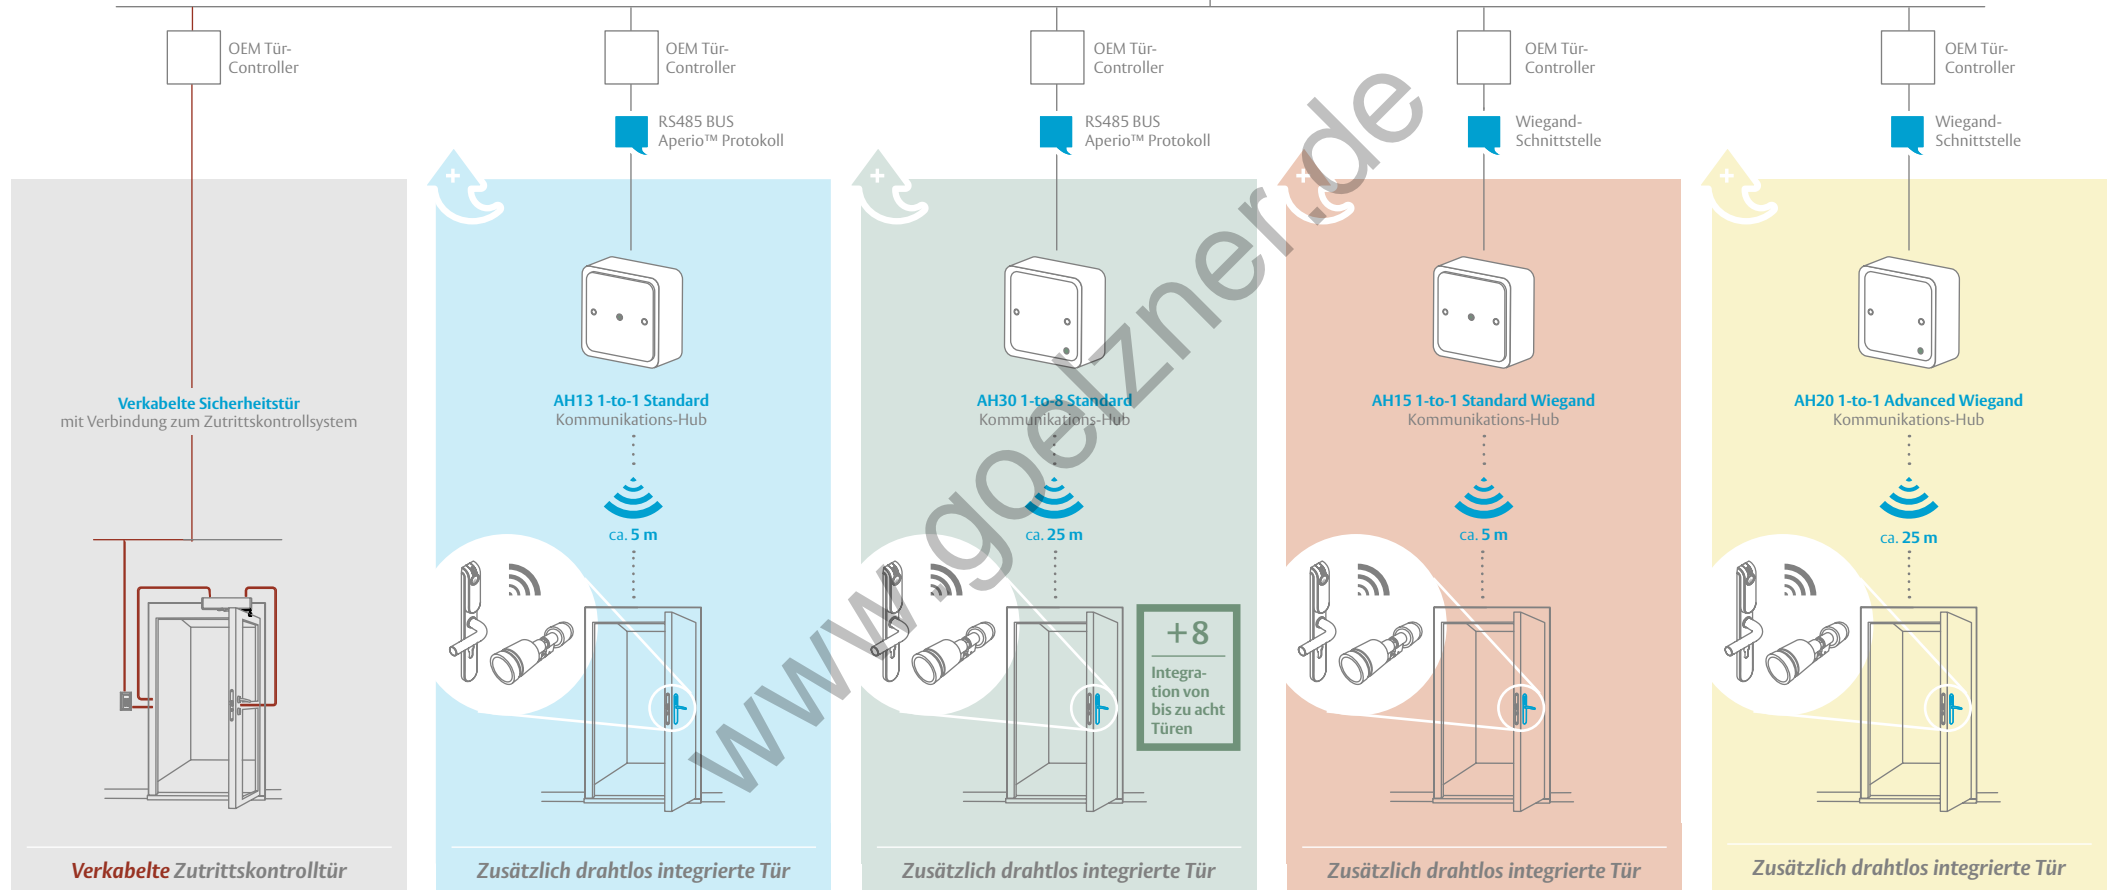 OEM Tür-
Controller
OEM Tür-
Controller
OEM Tür-
Controller
OEM Tür-
Controller
OEM Tür-
Controller
RS485 BUS
Aperio™ Protokoll
RS485 BUS
Aperio™ Protokoll
Wiegand-
Schnittstelle
Wiegand-
Schnittstelle
+
+
+
+
Verkabelte Sicherheitstür
mit Verbindung zum Zutrittskontrollsystem
AH13 1-to-1 Standard
Kommunikations-Hub
AH30 1-to-8 Standard
Kommunikations-Hub
AH15 1-to-1 Standard Wiegand
Kommunikations-Hub
AH20 1-to-1 Advanced Wiegand
Kommunikations-Hub
ca. 5 m
ca. 25 m
ca. 5 m
ca. 25 m
+8
Integra-
tion von
bis zu acht
Türen
Verkabelte Zutrittskontrolltür
Zusätzlich drahtlos integrierte Tür
Zusätzlich drahtlos integrierte Tür
Zusätzlich drahtlos integrierte Tür
Zusätzlich drahtlos integrierte Tür
www.goelzner.de